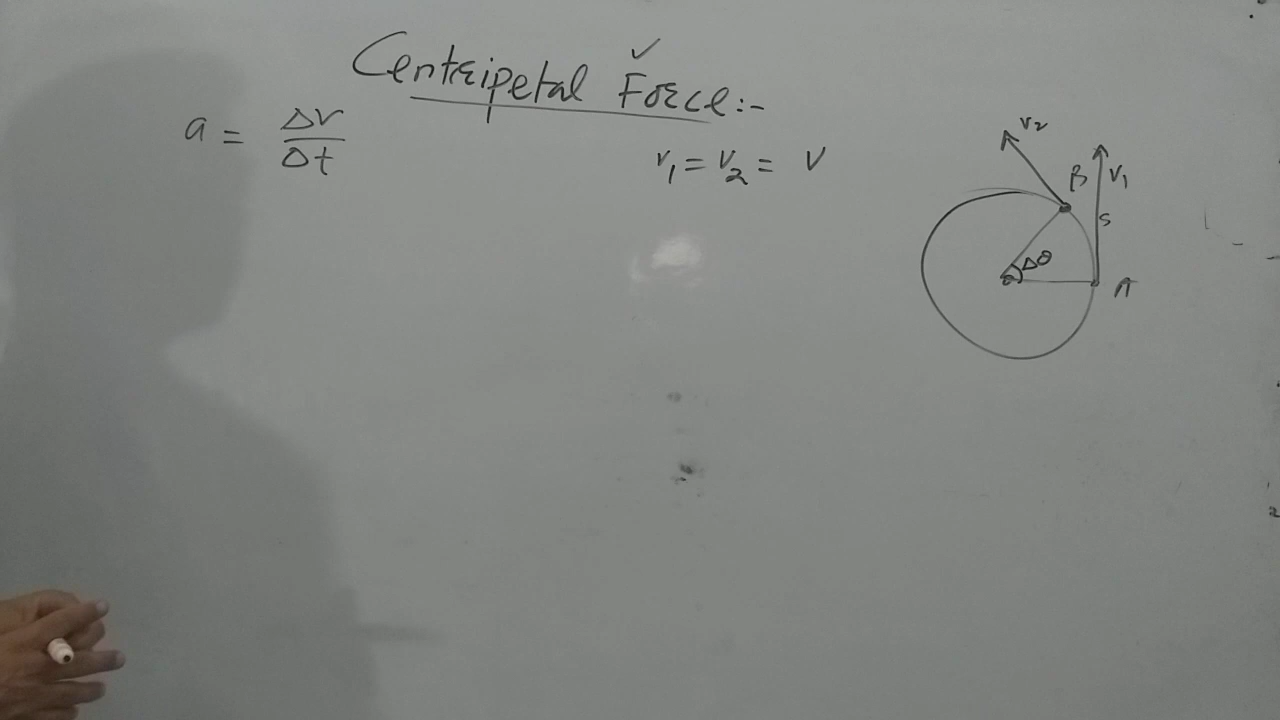 Centripetal Force:-
a = Δv/Δt
v₁ = v₂ = v
v₂
B
v₁
s
Δθ
o
A